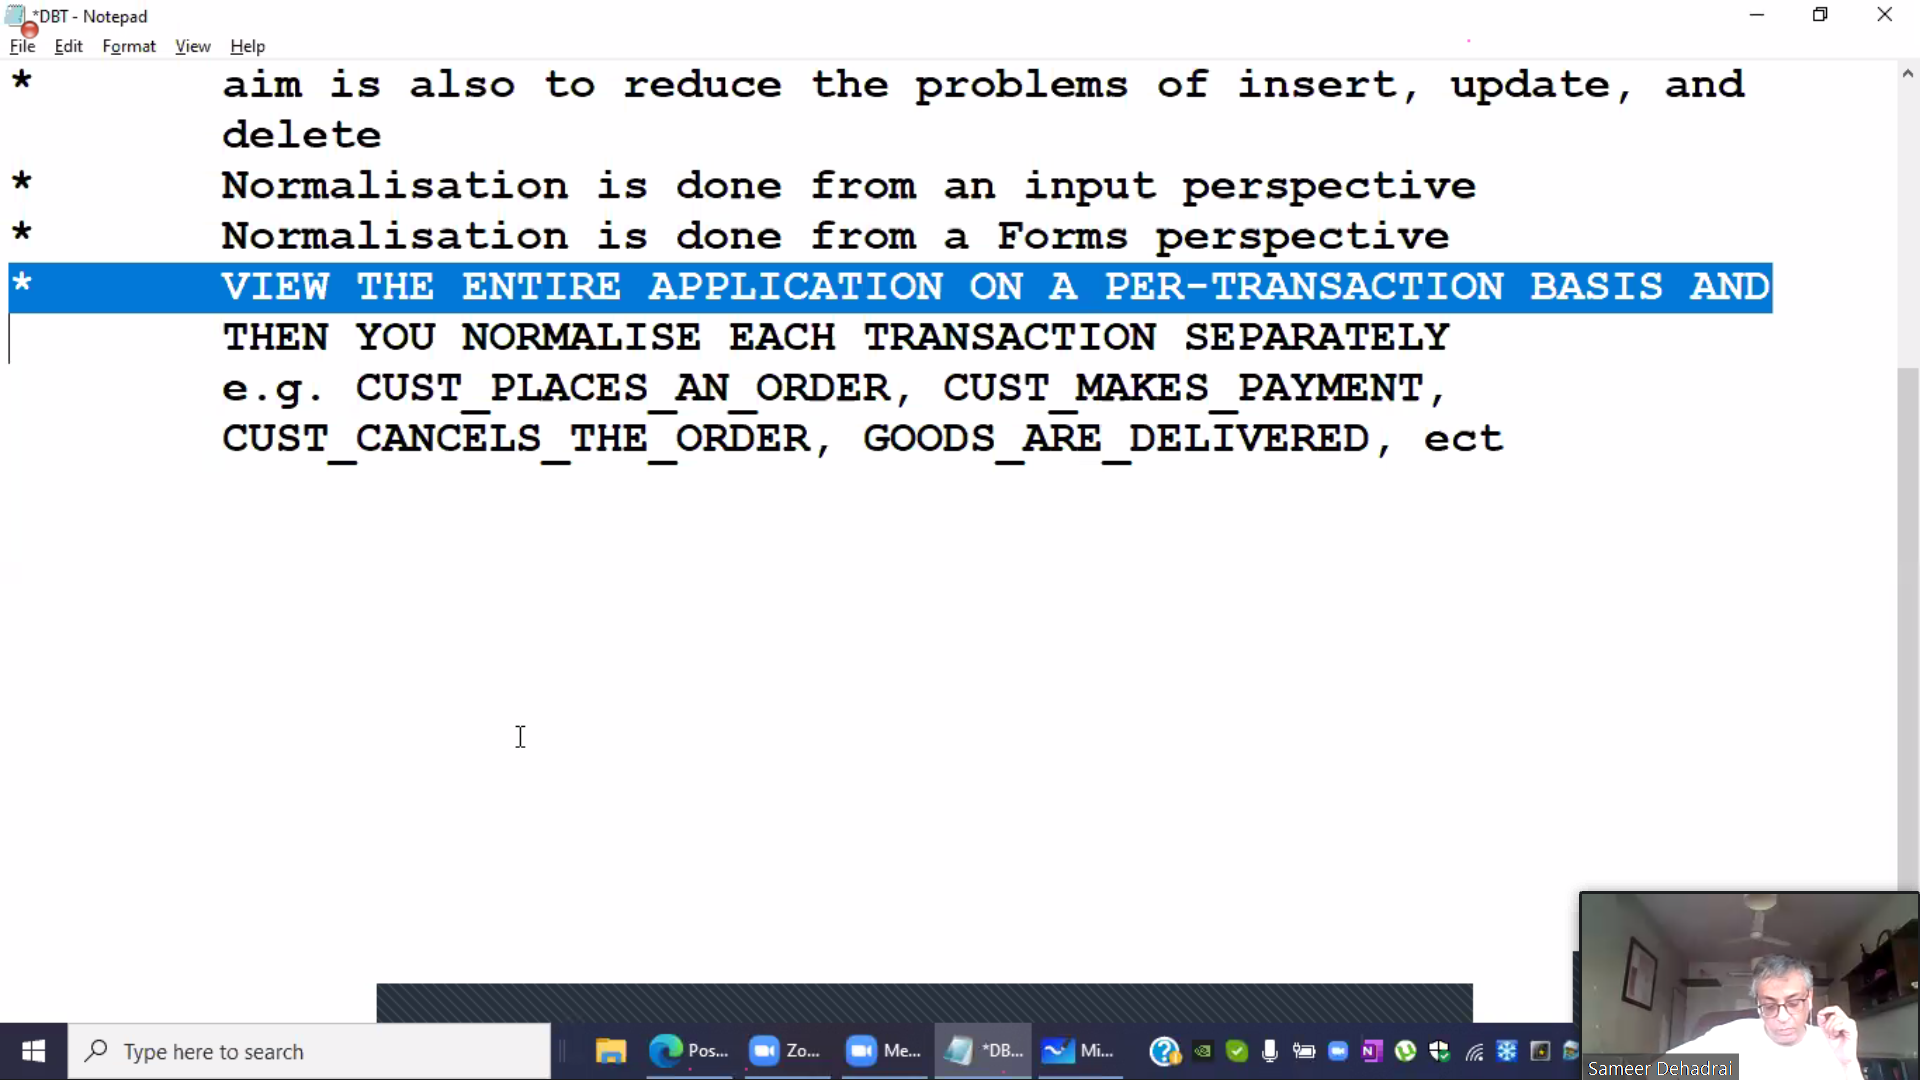 *DBT - Notepad
File Edit Format View Help
* aim is also to reduce the problems of insert, update, and
delete
* Normalisation is done from an input perspective
* Normalisation is done from a Forms perspective
* VIEW THE ENTIRE APPLICATION ON A PER-TRANSACTION BASIS AND
THEN YOU NORMALISE EACH TRANSACTION SEPARATELY
e.g. CUST_PLACES_AN_ORDER, CUST_MAKES_PAYMENT,
CUST_CANCELS_THE_ORDER, GOODS_ARE_DELIVERED, ect
Type here to search
Pos... Zo... Me... *DB... Mi...
Sameer Dehadrai